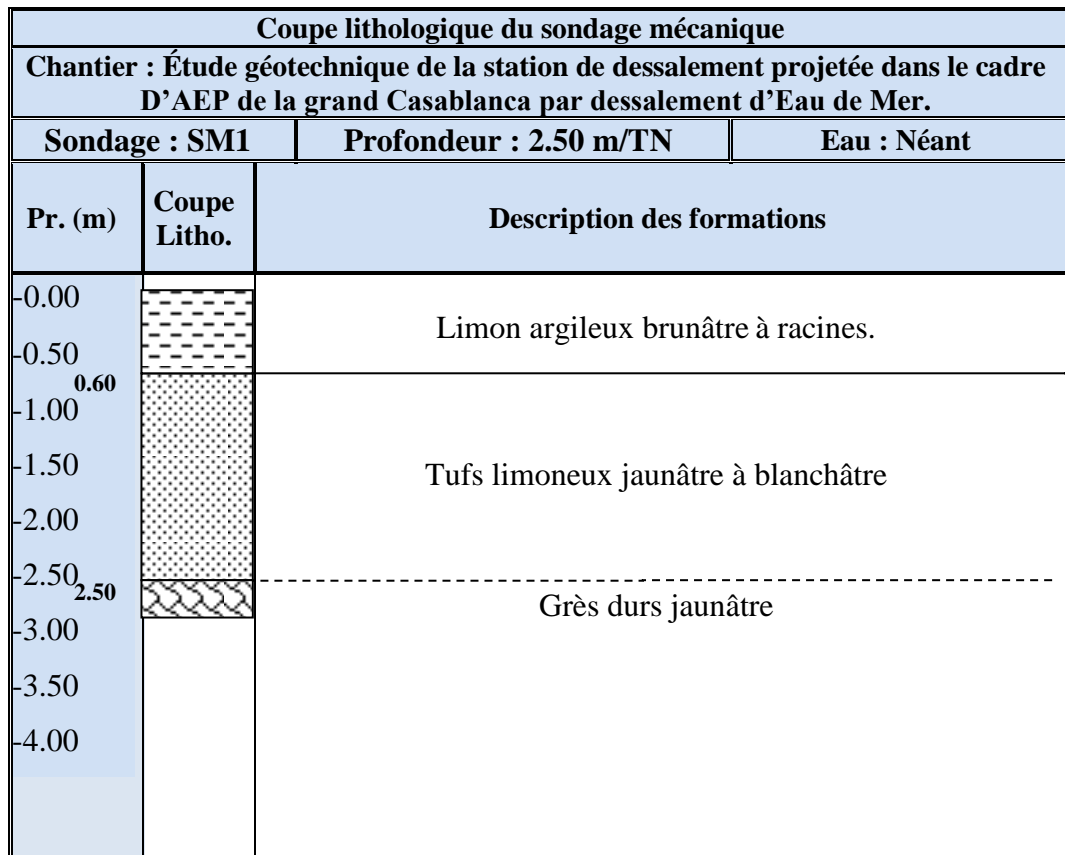 Coupe lithologique du sondage mécanique
Chantier : Étude géotechnique de la station de dessalement projetée dans le cadre
D’AEP de la grand Casablanca par dessalement d’Eau de Mer.
Sondage : SM1
Profondeur : 2.50 m/TN
Eau : Néant
Pr. (m)
Coupe
Litho.
Description des formations
-0.00
Limon argileux brunâtre à racines.
-0.50
0.60
-1.00
-1.50
Tufs limoneux jaunâtre à blanchâtre
-2.00
-2.50
2.50
Grès durs jaunâtre
-3.00
-3.50
-4.00